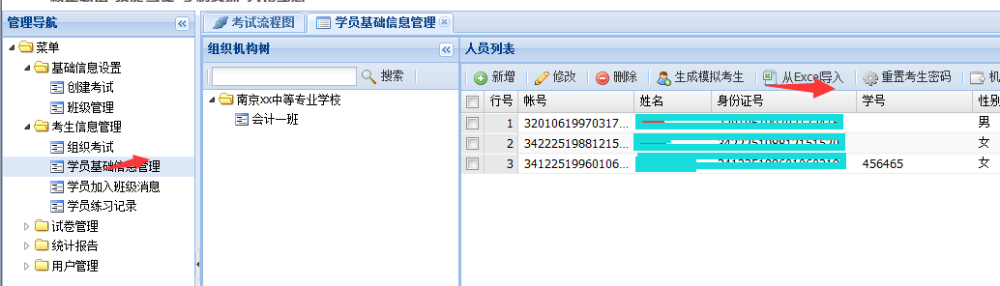 管理导航
考试流程图 学员基础信息管理
菜单
基础信息设置
创建考试
班级管理
考生信息管理
组织考试
学员基础信息管理
学员加入班级消息
学员练习记录
试卷管理
统计报告
用户管理
组织机构树
搜索
南京xx中等专业学校
会计一班
人员列表
新增 修改 删除 生成模拟考生 从Excel导入 重置考生密码 机
行号 帐号 姓名 身份证号 学号 性别
1 32010619970317... 男
2 34222519881215... 女
3 34122519960106... 456465 女